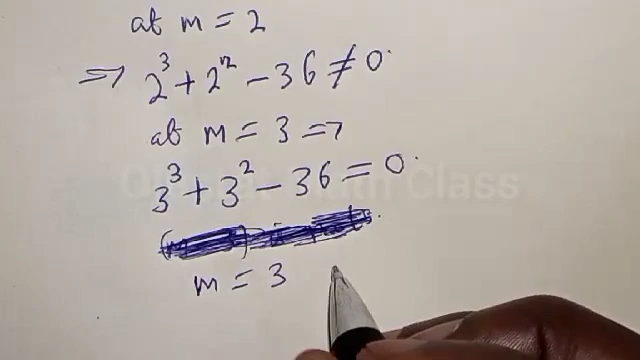 at m = 2
=> 2³ + 2² - 36 ≠ 0.
at m = 3 =>
3³ + 3² - 36 = 0.
m = 3